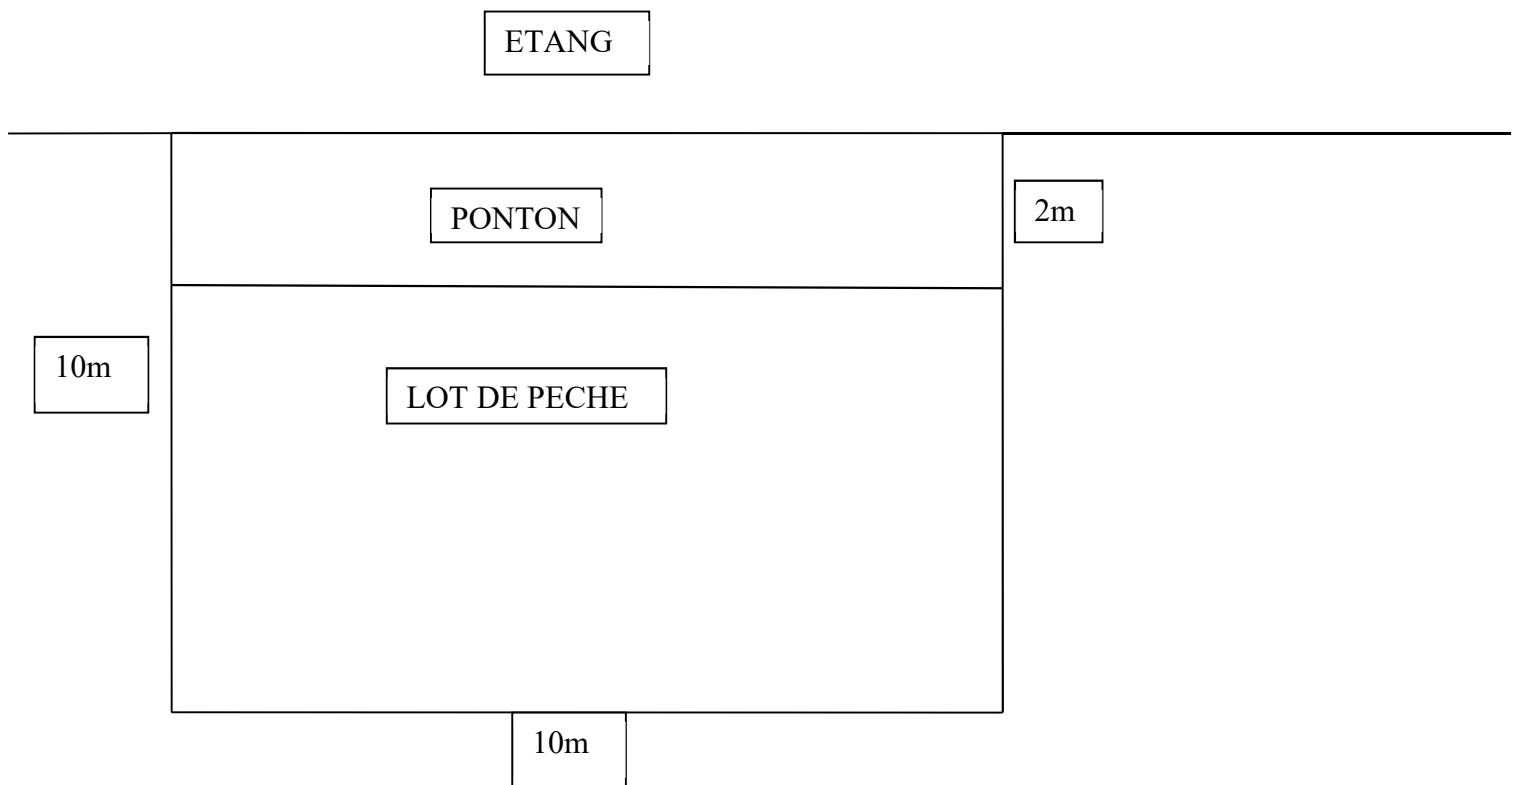 ETANG
PONTON
2m
10m
LOT DE PECHE
10m